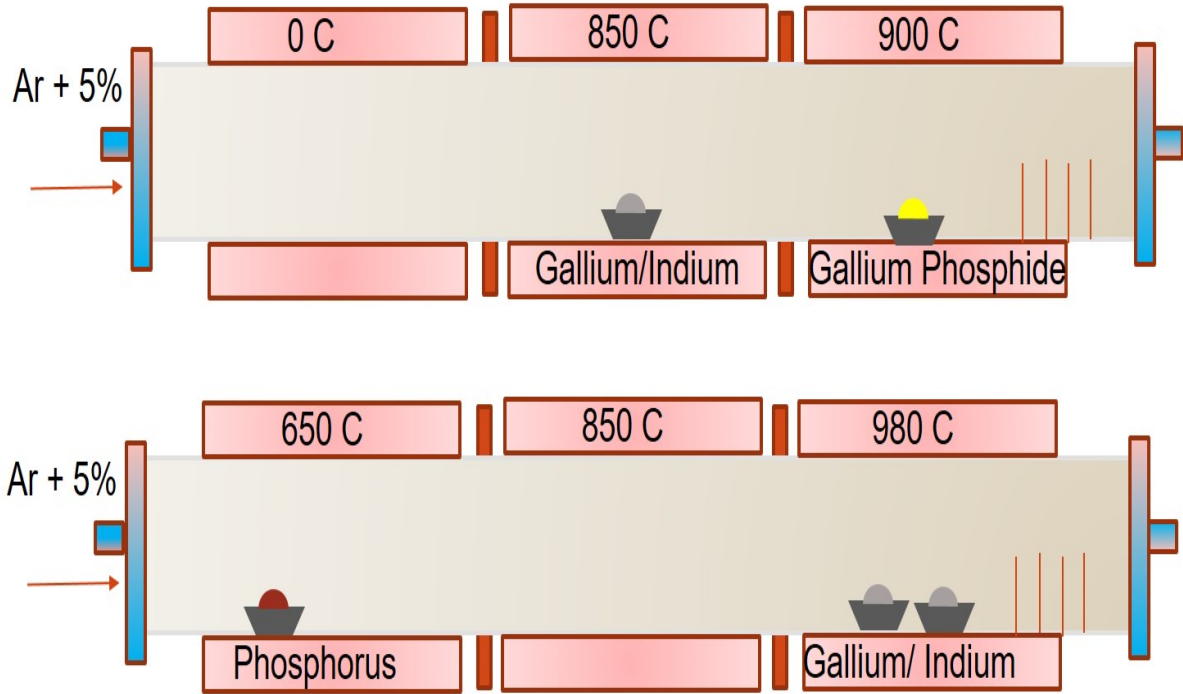 0 C
850 C
900 C
Ar + 5%
Gallium/Indium
Gallium Phosphide
650 C
850 C
980 C
Ar + 5%
Phosphorus
Gallium/ Indium